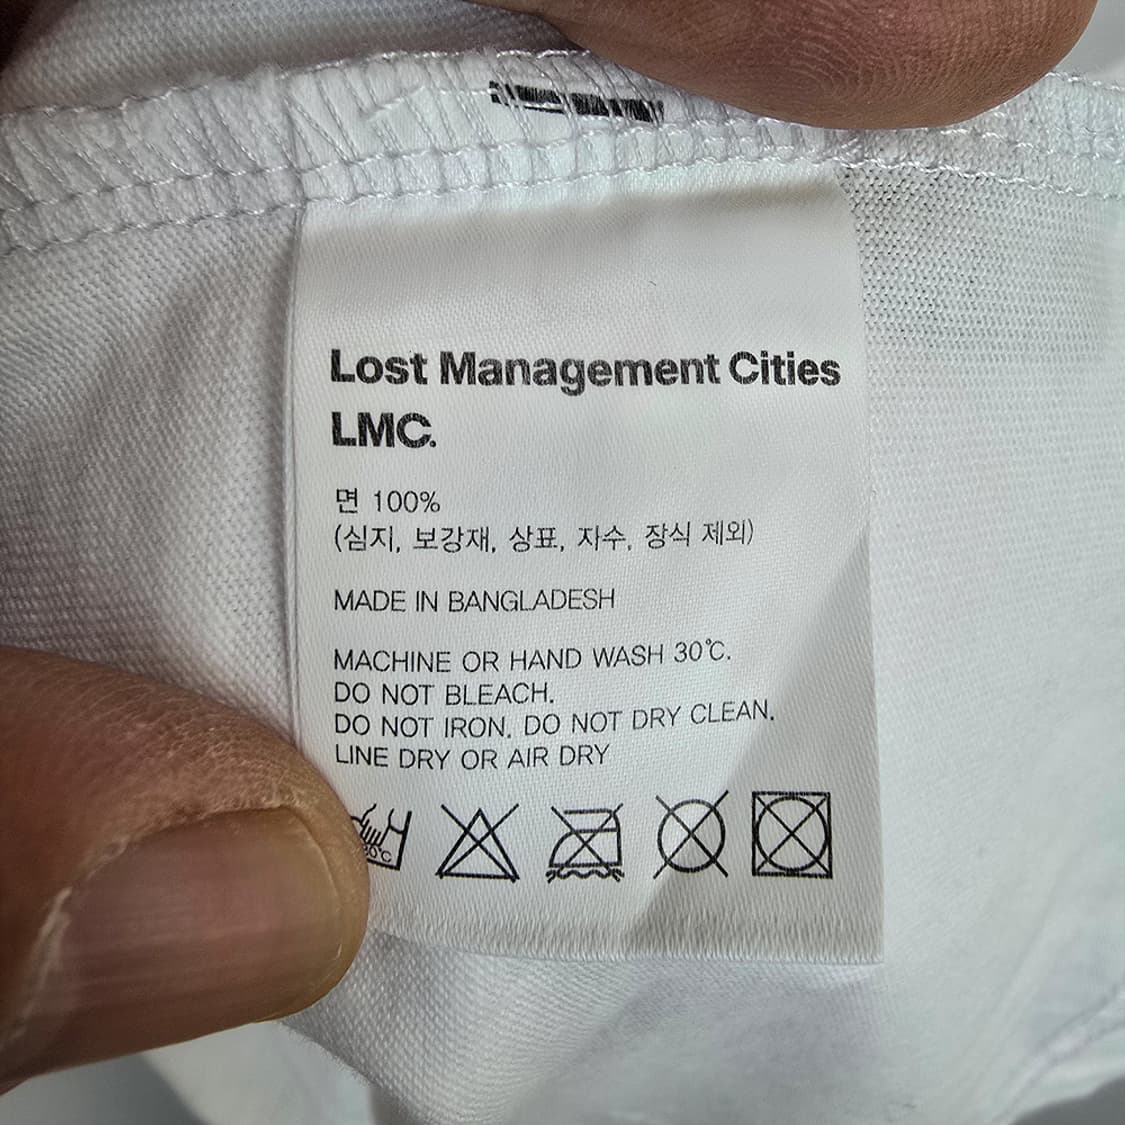 Lost Management Cities
LMC.
면 100%
(심지, 보강재, 상표, 자수, 장식 제외)
MADE IN BANGLADESH
MACHINE OR HAND WASH 30℃.
DO NOT BLEACH.
DO NOT IRON. DO NOT DRY CLEAN.
LINE DRY OR AIR DRY